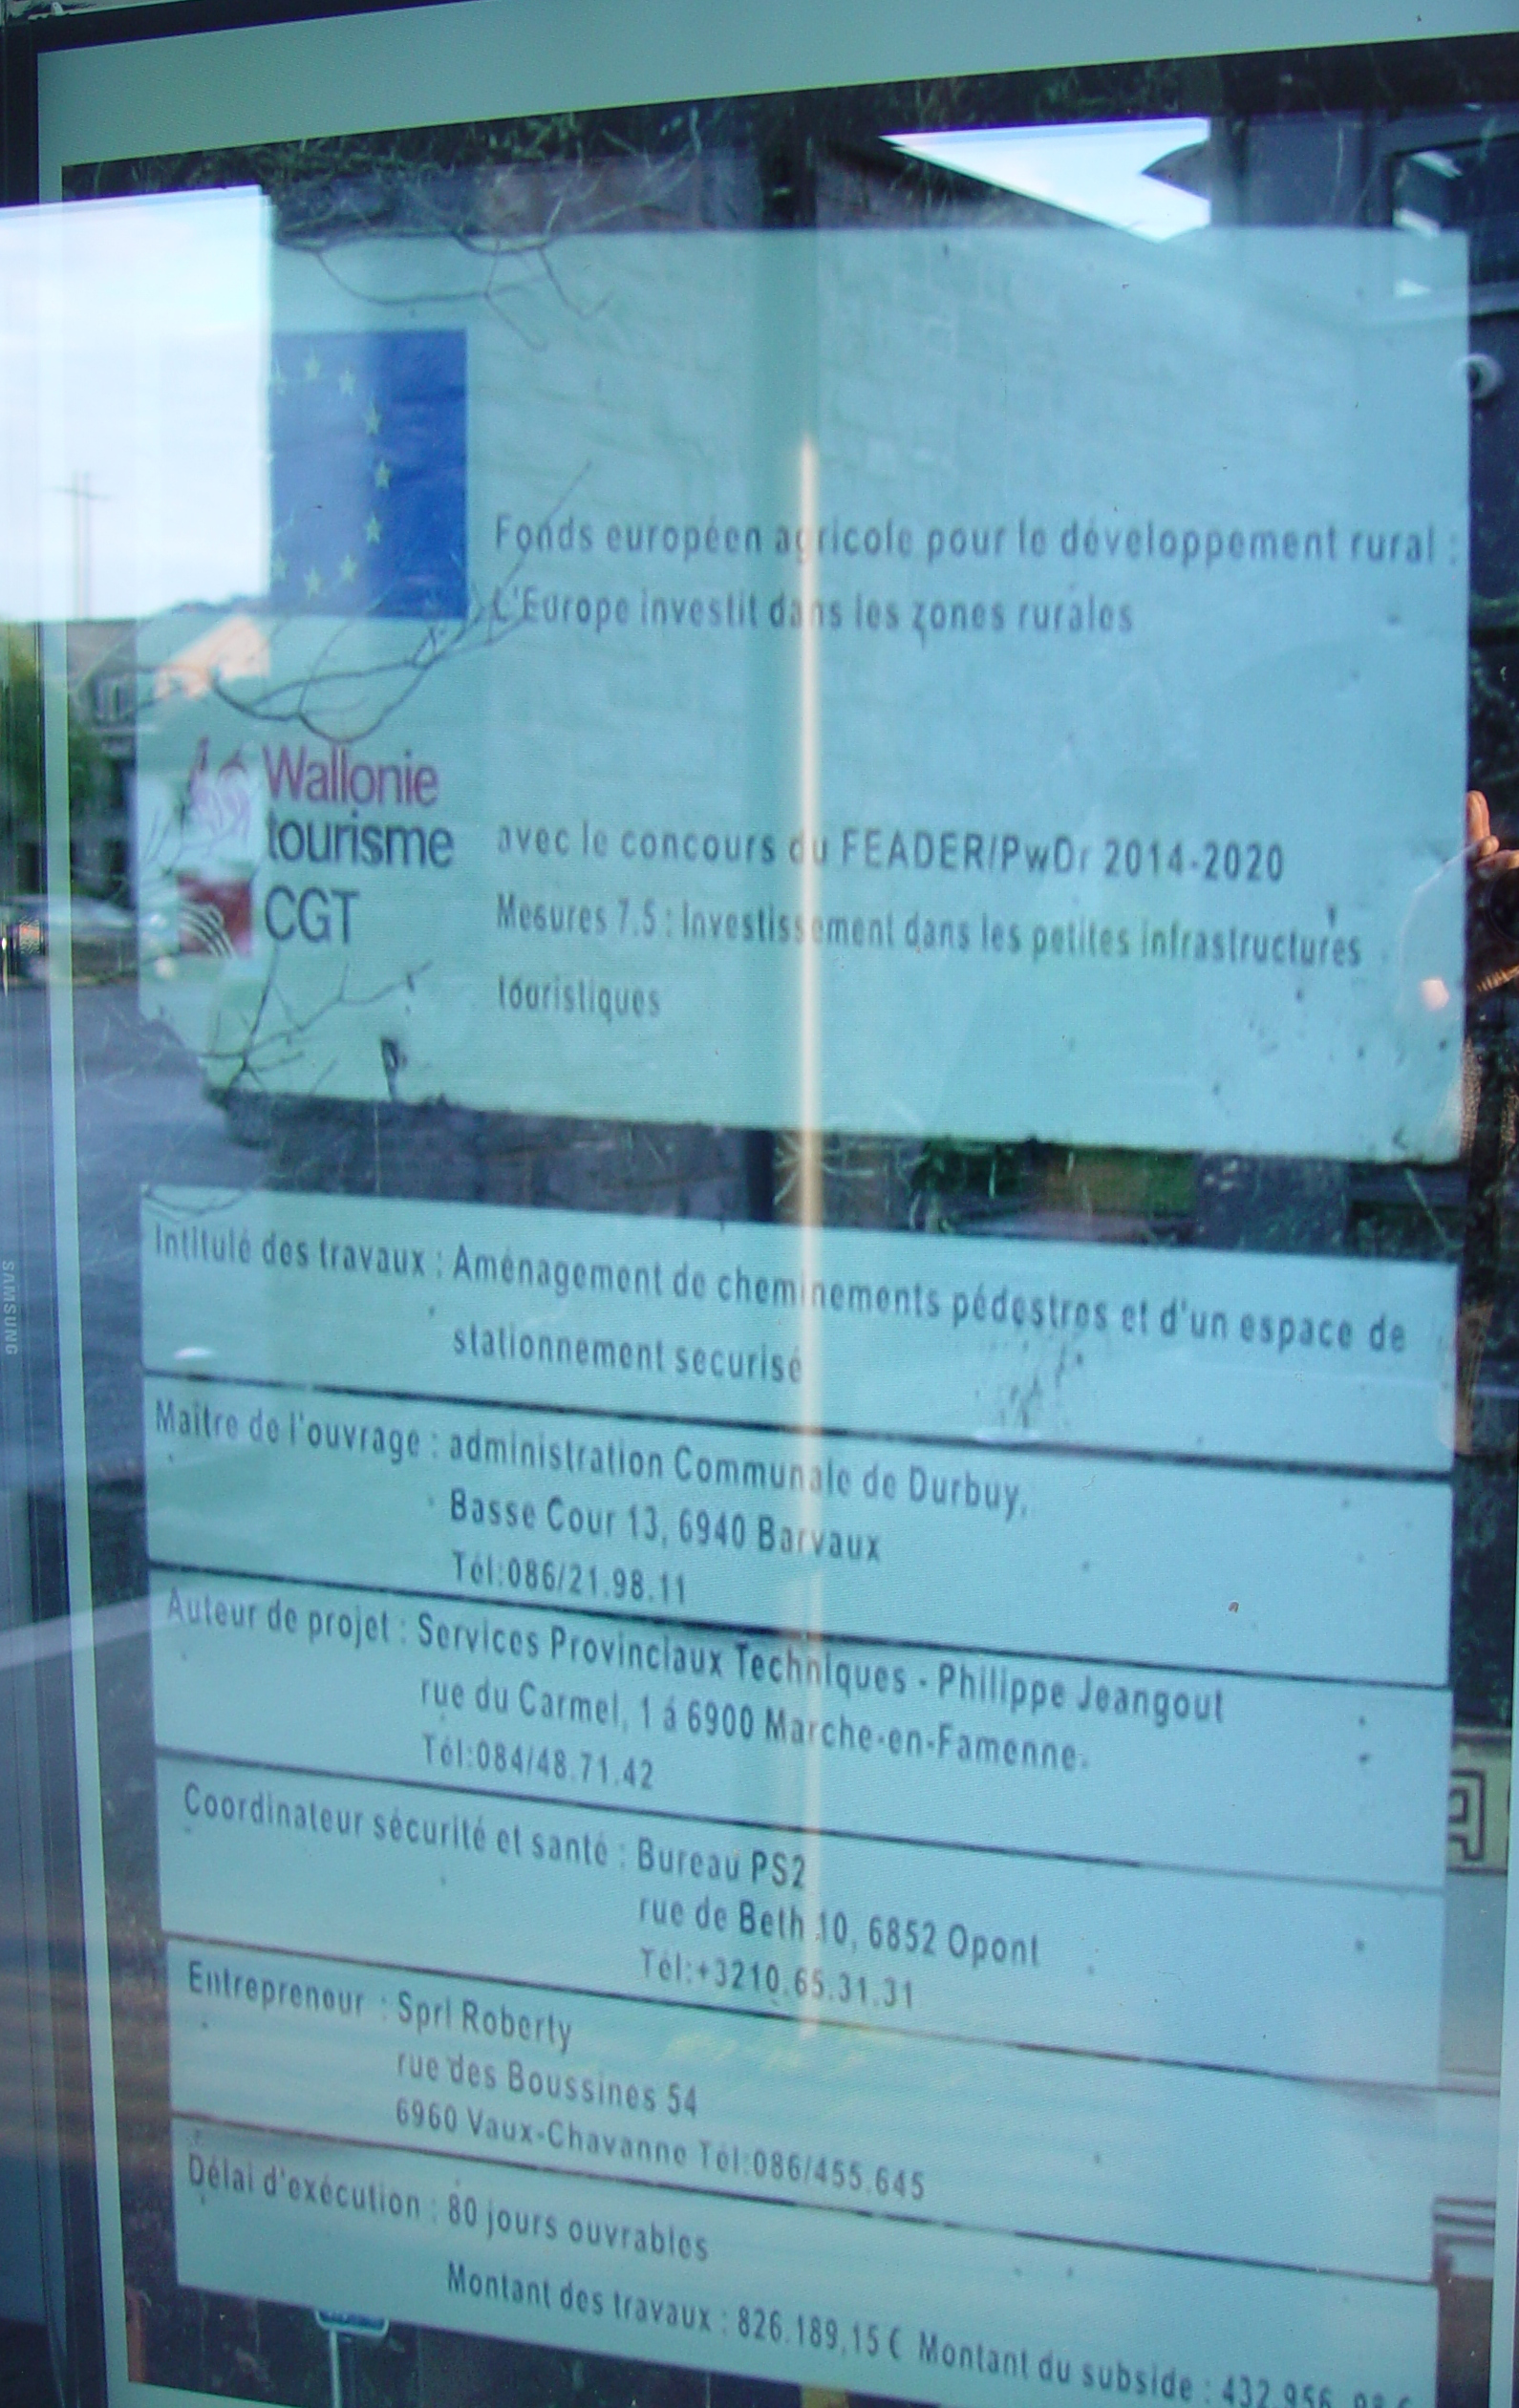 Fonds européen agricole pour le développement rural :
L'Europe investit dans les zones rurales
Wallonie
tourisme
CGT
avec le concours du FEADER/PwDr 2014-2020
Mesures 7.5 : Investissement dans les petites infrastructures
touristiques
Intitulé des travaux : Aménagement de cheminements pédestres et d'un espace de
stationnement securisé
Maître de l'ouvrage : administration Communale de Durbuy,
Basse Cour 13, 6940 Barvaux
Tél:086/21.98.11
Auteur de projet : Services Provinciaux Techniques - Philippe Jeangout
rue du Carmel, 1 á 6900 Marche-en-Famenne.
Tél:084/48.71.42
Coordinateur sécurité et santé : Bureau PS2
rue de Beth 10, 6852 Opont
Tél:+3210.65.31.31
Entrepreneur : Sprl Roberty
rue des Boussines 54
6960 Vaux-Chavanne Tél:086/455.645
Délai d'exécution : 80 jours ouvrables
Montant des travaux : 826.189,15 € Montant du subside :
SAMSUNG